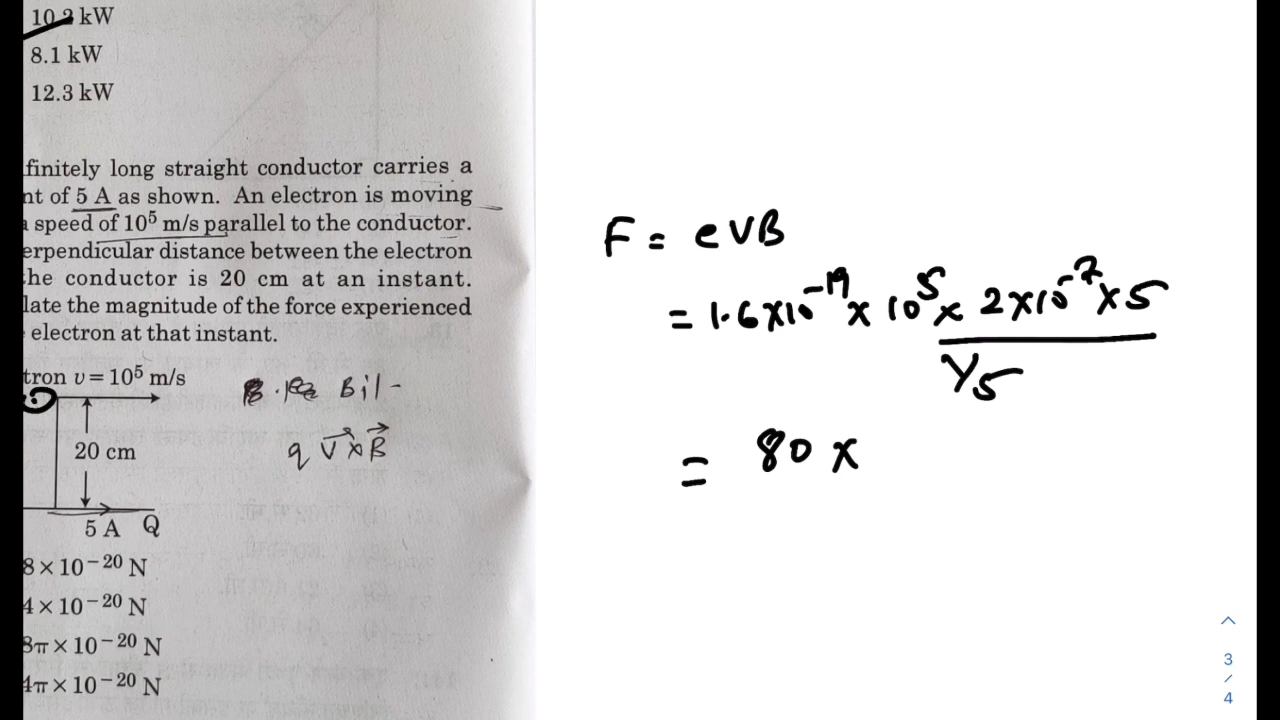 10.2 kW
8.1 kW
12.3 kW
finitely long straight conductor carries a
nt of 5 A as shown. An electron is moving
a speed of 10⁵ m/s parallel to the conductor.
erpendicular distance between the electron
the conductor is 20 cm at an instant.
late the magnitude of the force experienced
electron at that instant.
tron v = 10⁵ m/s
Bil -
q V⃗ × B⃗
20 cm
5 A Q
8 × 10⁻²⁰ N
4 × 10⁻²⁰ N
8π × 10⁻²⁰ N
4π × 10⁻²⁰ N
F = eVB
= 1.6×10⁻¹⁹ × 10⁵ × 2×10⁻⁷ × 5
1/5
= 80 ×
3
/
4